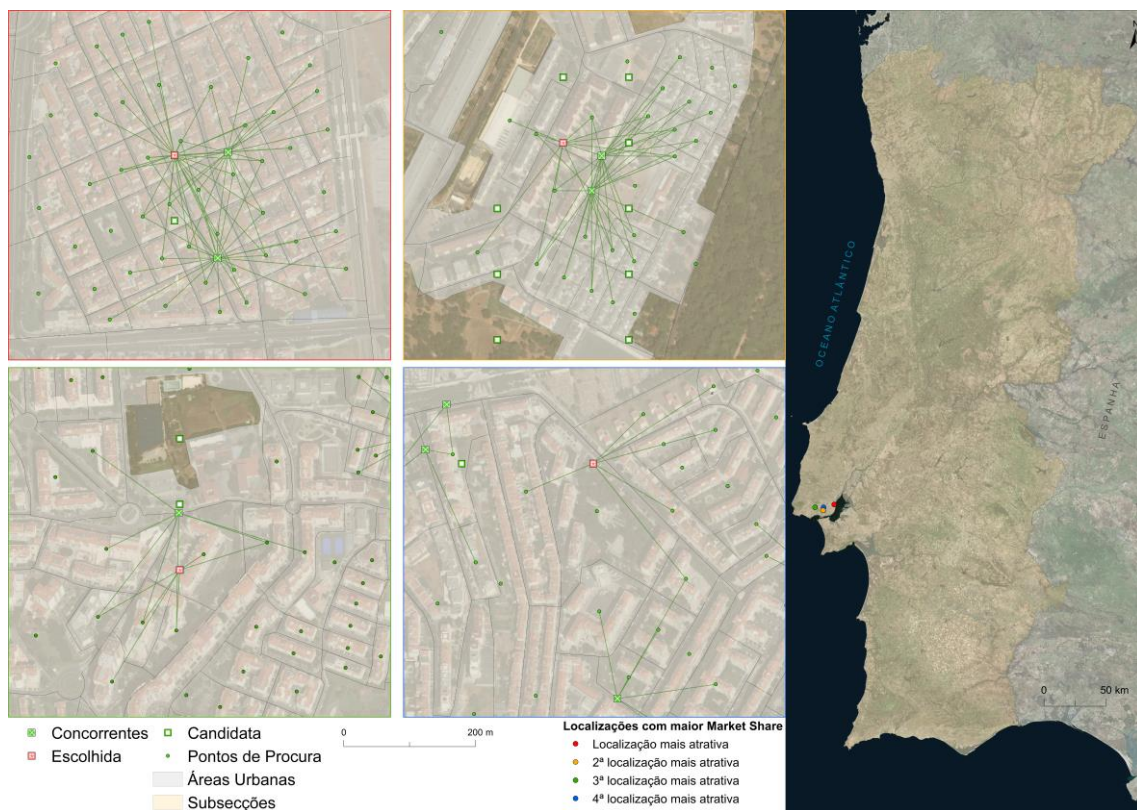 OCEANO ATLÂNTICO
ESPANHA
0 50 km
Concorrentes
Candidata
Escolhida
Pontos de Procura
Áreas Urbanas
Subsecções
0 200 m
Localizações com maior Market Share
Localização mais atrativa
2ª localização mais atrativa
3ª localização mais atrativa
4ª localização mais atrativa